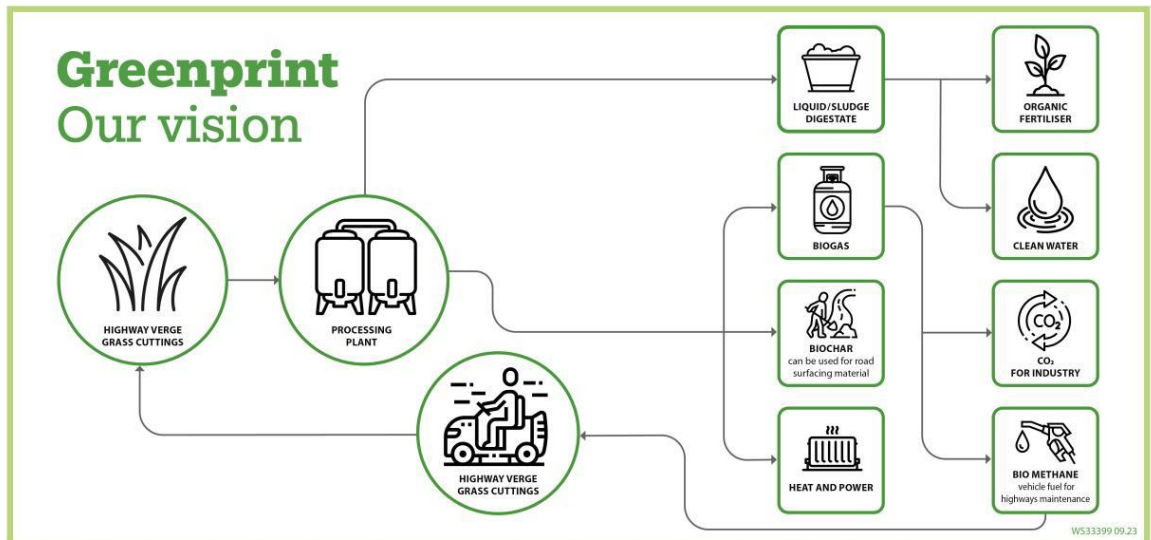 Greenprint
Our vision
HIGHWAY VERGE
GRASS CUTTINGS
PROCESSING
PLANT
HIGHWAY VERGE
GRASS CUTTINGS
LIQUID/SLUDGE
DIGESTATE
ORGANIC
FERTILISER
BIOGAS
CLEAN WATER
BIOCHAR
can be used for road
surfacing material
CO₂
CO₂
FOR INDUSTRY
HEAT AND POWER
BIO METHANE
vehicle fuel for
highways maintenance
WS33399 09.23